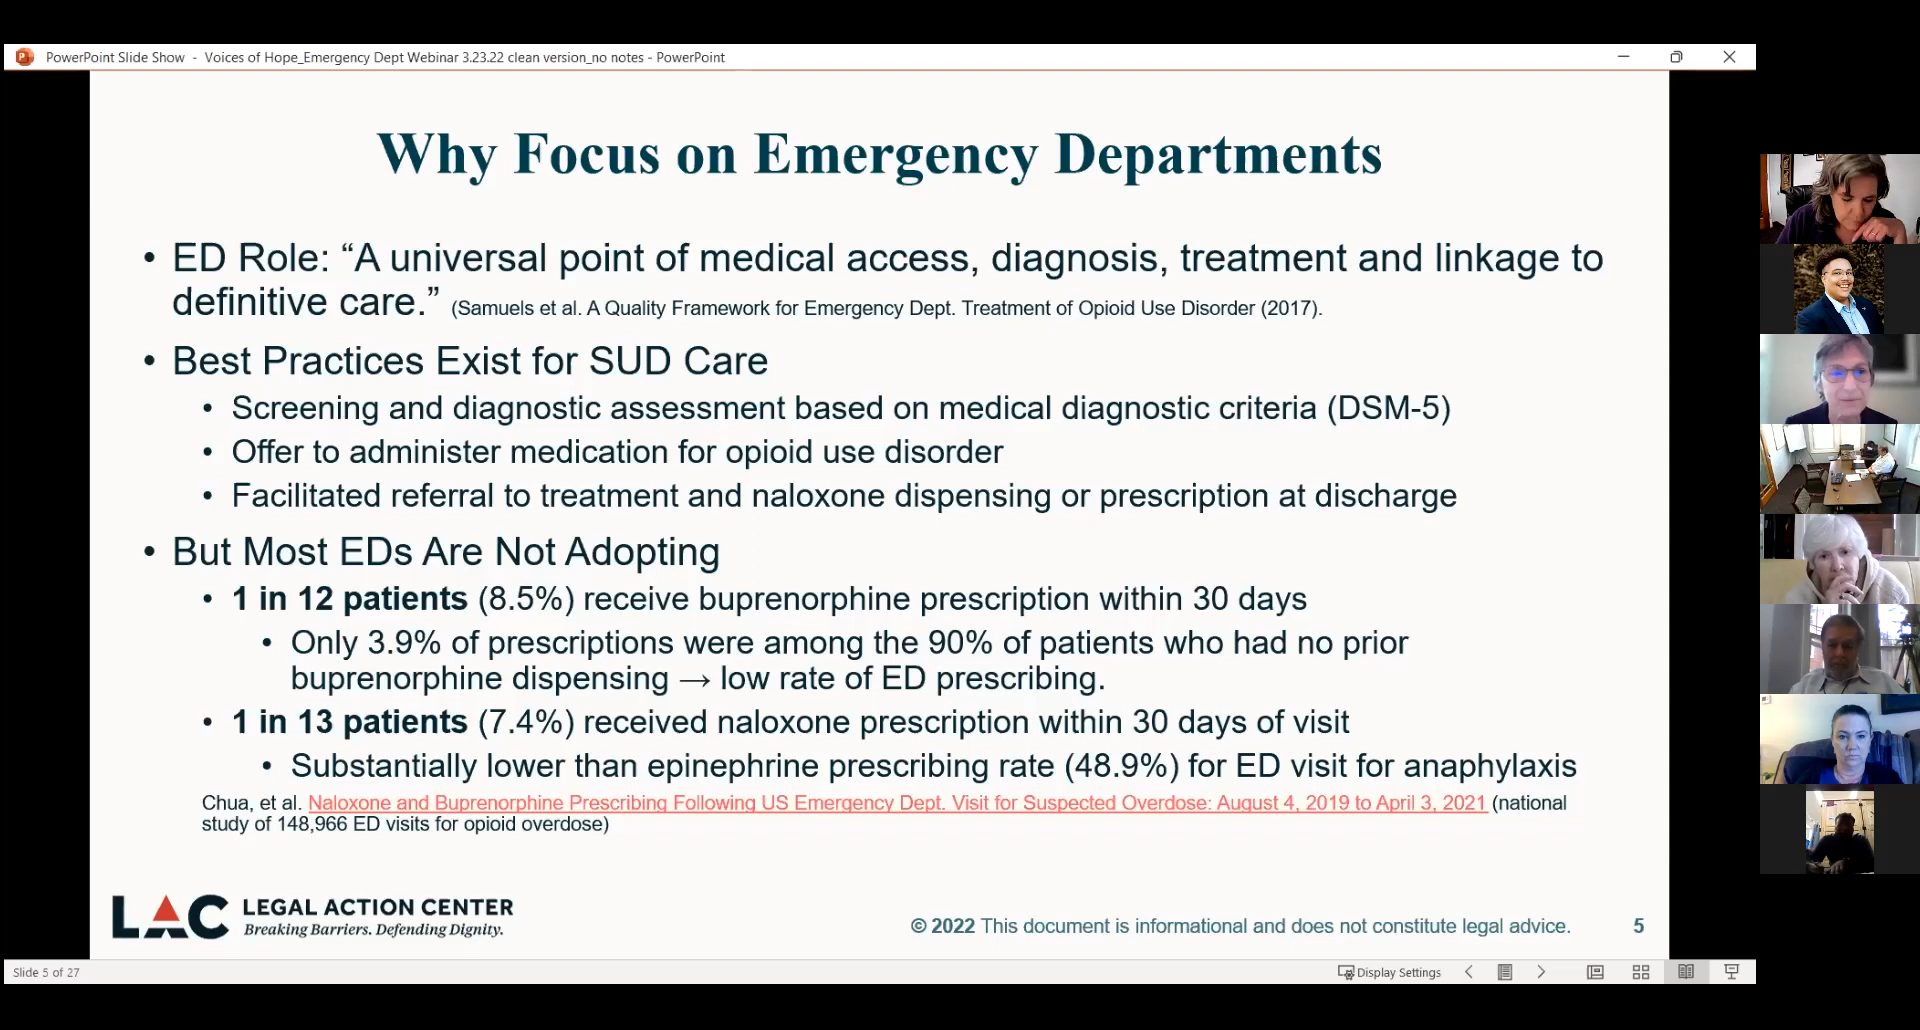 PowerPoint Slide Show - Voices of Hope_Emergency Dept Webinar 3.23.22 clean version_no notes - PowerPoint
Why Focus on Emergency Departments
• ED Role: “A universal point of medical access, diagnosis, treatment and linkage to
definitive care.” (Samuels et al. A Quality Framework for Emergency Dept. Treatment of Opioid Use Disorder (2017).
• Best Practices Exist for SUD Care
• Screening and diagnostic assessment based on medical diagnostic criteria (DSM-5)
• Offer to administer medication for opioid use disorder
• Facilitated referral to treatment and naloxone dispensing or prescription at discharge
• But Most EDs Are Not Adopting
• 1 in 12 patients (8.5%) receive buprenorphine prescription within 30 days
• Only 3.9% of prescriptions were among the 90% of patients who had no prior
buprenorphine dispensing → low rate of ED prescribing.
• 1 in 13 patients (7.4%) received naloxone prescription within 30 days of visit
• Substantially lower than epinephrine prescribing rate (48.9%) for ED visit for anaphylaxis
Chua, et al. Naloxone and Buprenorphine Prescribing Following US Emergency Dept. Visit for Suspected Overdose: August 4, 2019 to April 3, 2021 (national
study of 148,966 ED visits for opioid overdose)
LAC LEGAL ACTION CENTER
Breaking Barriers. Defending Dignity.
© 2022 This document is informational and does not constitute legal advice. 5
Slide 5 of 27
Display Settings